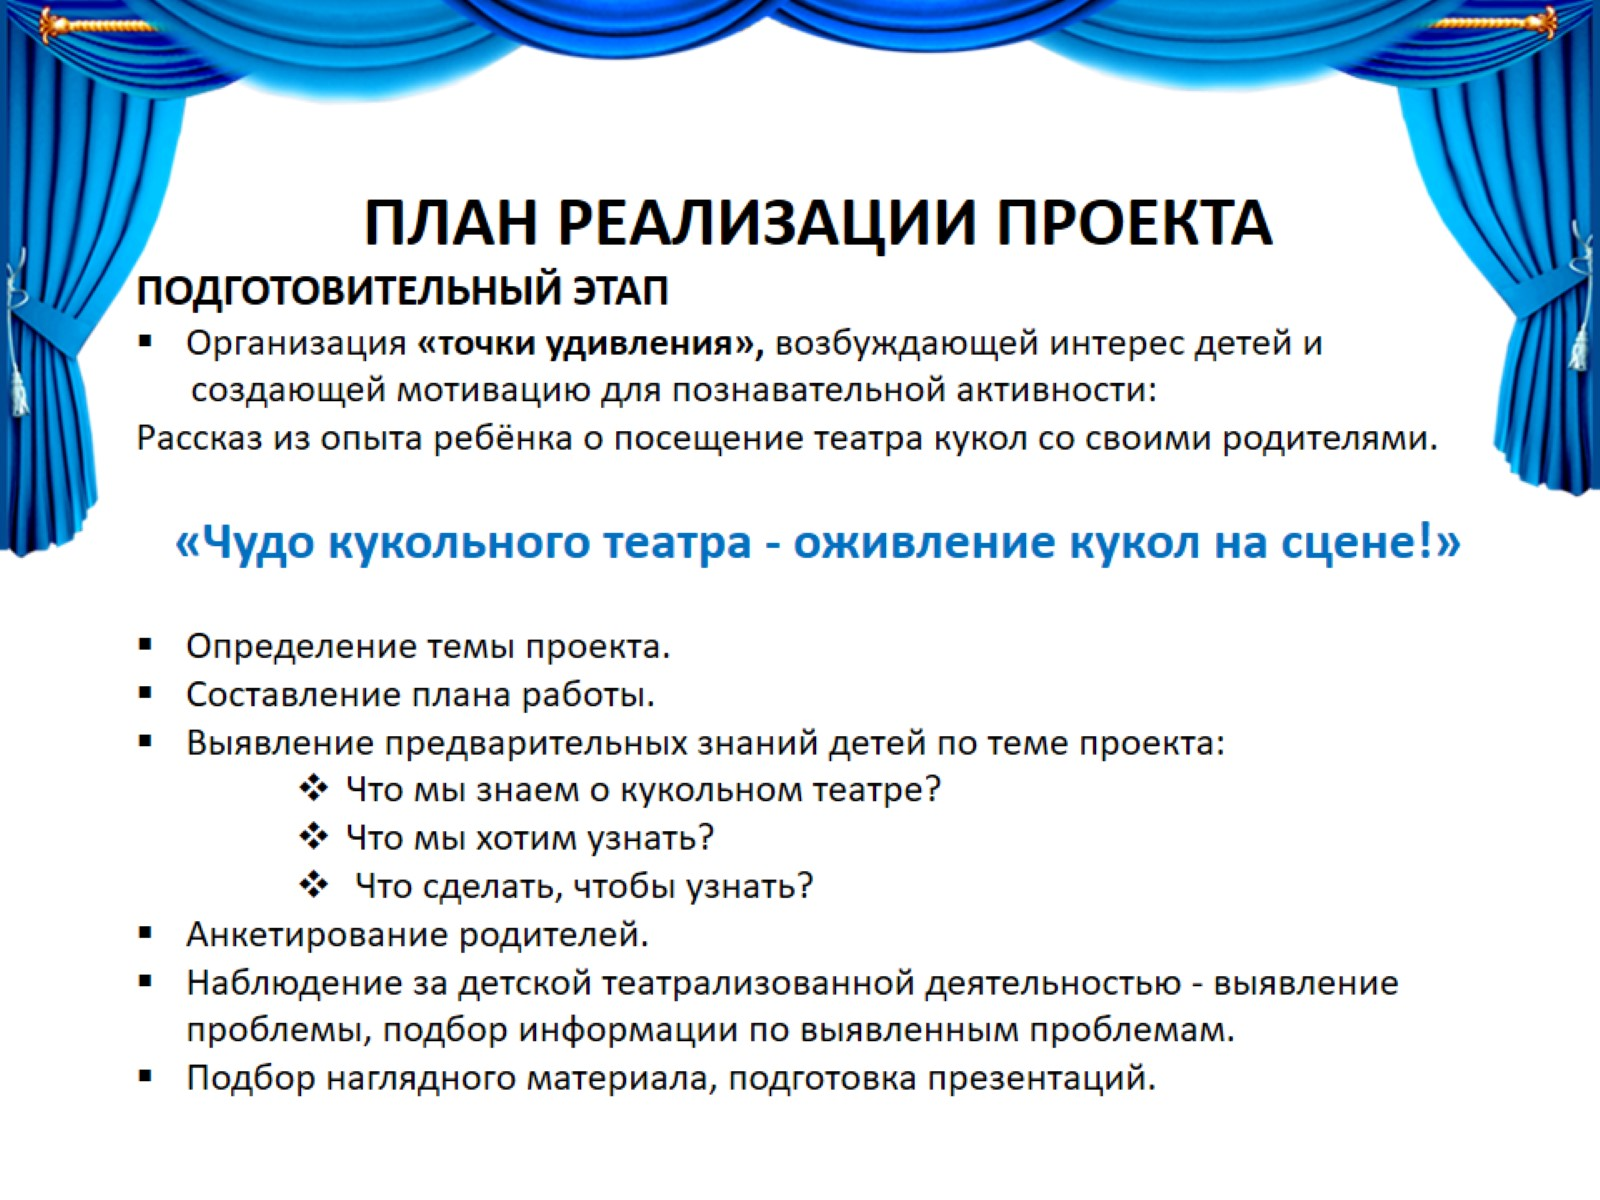 ПЛАН РЕАЛИЗАЦИИ ПРОЕКТА
ПОДГОТОВИТЕЛЬНЫЙ ЭТАП
▪ Организация «точки удивления», возбуждающей интерес детей и
создающей мотивацию для познавательной активности:
Рассказ из опыта ребёнка о посещение театра кукол со своими родителями.
«Чудо кукольного театра - оживление кукол на сцене!»
▪ Определение темы проекта.
▪ Составление плана работы.
▪ Выявление предварительных знаний детей по теме проекта:
❖ Что мы знаем о кукольном театре?
❖ Что мы хотим узнать?
❖ Что сделать, чтобы узнать?
▪ Анкетирование родителей.
▪ Наблюдение за детской театрализованной деятельностью - выявление
проблемы, подбор информации по выявленным проблемам.
▪ Подбор наглядного материала, подготовка презентаций.